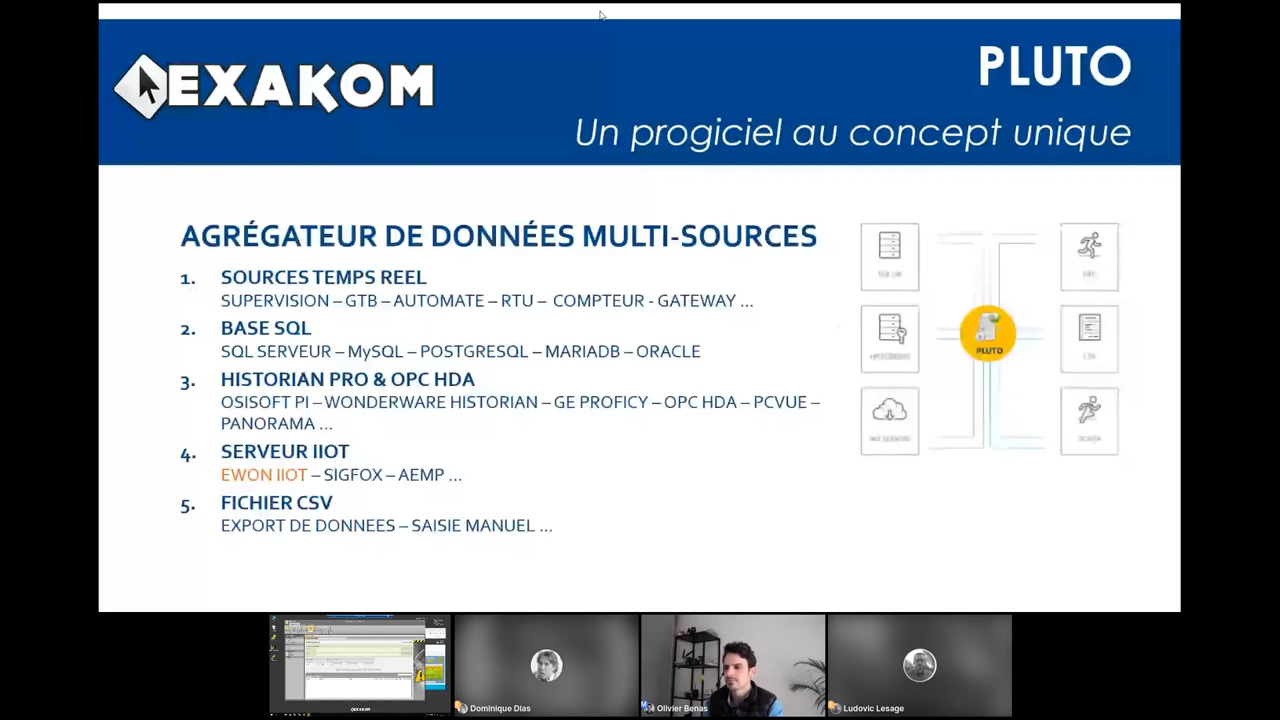 EXAKOM
PLUTO
Un progiciel au concept unique
AGRÉGATEUR DE DONNÉES MULTI-SOURCES
1. SOURCES TEMPS REEL
SUPERVISION – GTB – AUTOMATE – RTU – COMPTEUR - GATEWAY ...
2. BASE SQL
SQL SERVEUR – MySQL – POSTGRESQL – MARIADB – ORACLE
3. HISTORIAN PRO & OPC HDA
OSISOFT PI – WONDERWARE HISTORIAN – GE PROFICY – OPC HDA – PCVUE –
PANORAMA ...
4. SERVEUR IIOT
EWON IIOT – SIGFOX – AEMP ...
5. FICHIER CSV
EXPORT DE DONNEES – SAISIE MANUEL ...
PLUTO
CSV
EXAKOM
Dominique Dias
Olivier Benas
Ludovic Lesage